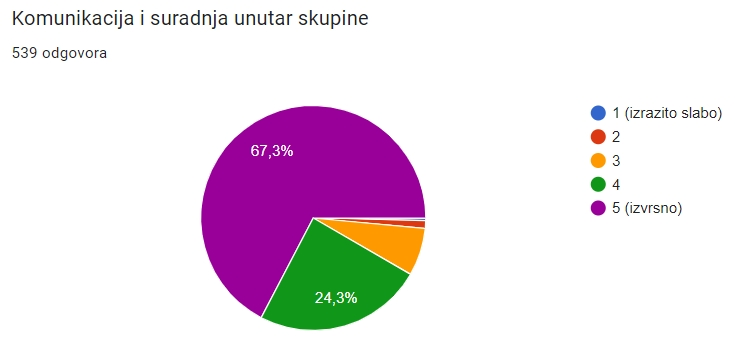 Komunikacija i suradnja unutar skupine
539 odgovora
67,3%
24,3%
1 (izrazito slabo)
2
3
4
5 (izvrsno)